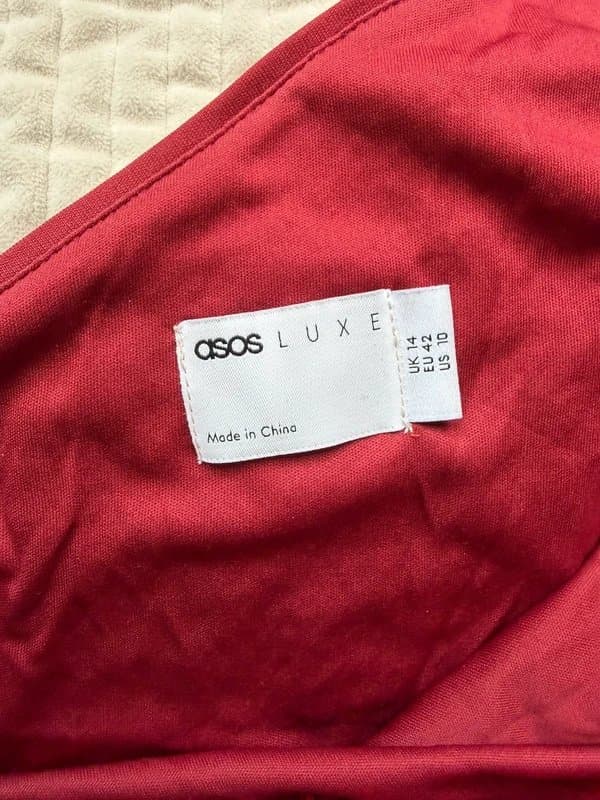 asos LUXE
Made in China
UK 14
EU 42
US 10